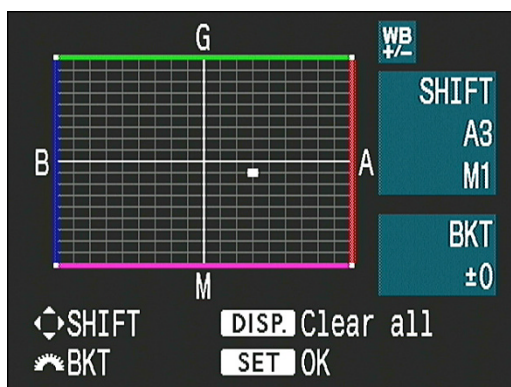 G
WB
+/-
SHIFT
A3
M1
B
A
BKT
±0
M
SHIFT
DISP. Clear all
BKT
SET OK